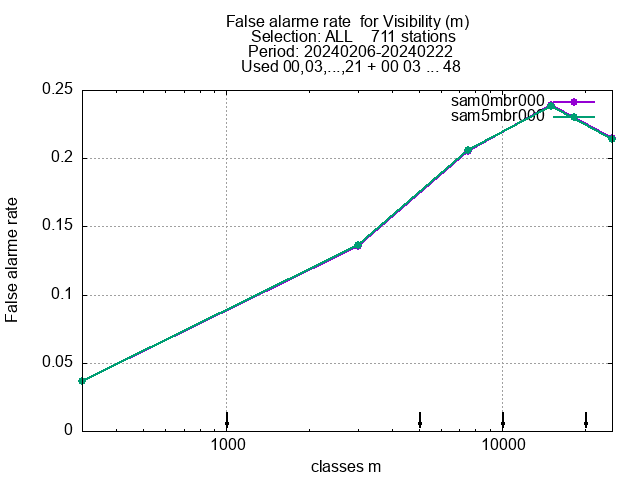 False alarme rate  for Visibility (m)
Selection: ALL    711 stations
Period: 20240206-20240222
Used 00,03,...,21 + 00 03 ... 48
0.25
sam0mbr000
sam5mbr000
0.2
0.15
False alarme rate
0.1
0.05
0
1000
10000
classes m